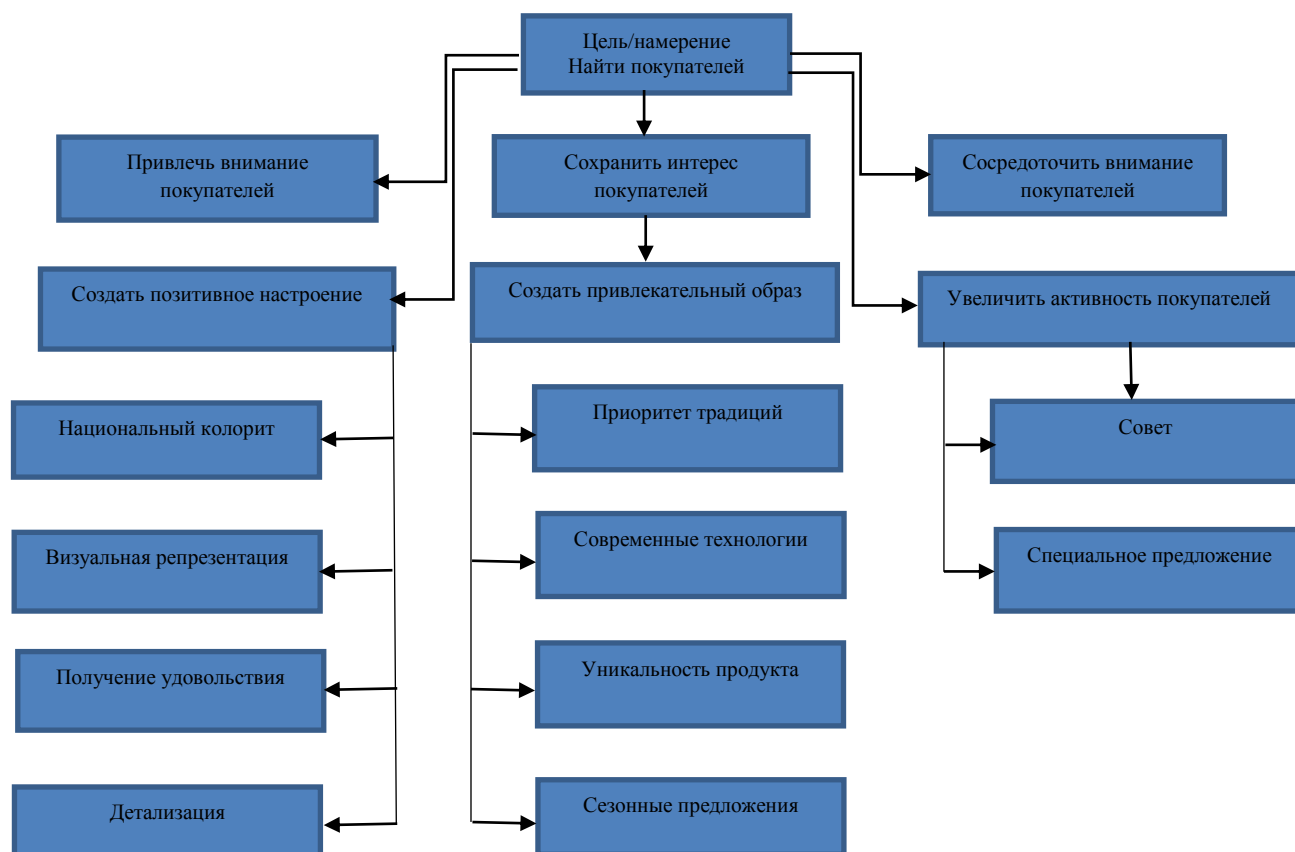 Цель/намерение
Найти покупателей
Привлечь внимание
покупателей
Сохранить интерес
покупателей
Сосредоточить внимание
покупателей
Создать позитивное настроение
Создать привлекательный образ
Увеличить активность покупателей
Национальный колорит
Приоритет традиций
Совет
Визуальная репрезентация
Современные технологии
Специальное предложение
Получение удовольствия
Уникальность продукта
Детализация
Сезонные предложения